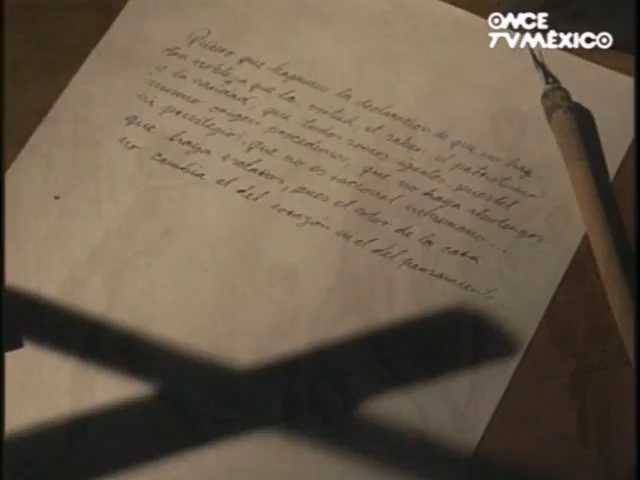 ONCE
TV MÉXICO
Quiero que hagamos la declaración de que no hay
otra nobleza que la virtud, el saber, el patriotismo
y la caridad, que todos somos iguales, pues del
mismo origen procedemos, que no haya abolengos
ni privilegios, que no es racional, ni humano...
que haya esclavos, pues el color de la cara
no cambia el del corazón ni el del pensamiento.